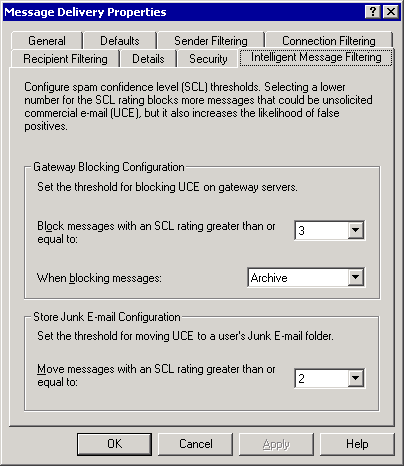 Message Delivery Properties
General Defaults Sender Filtering Connection Filtering
Recipient Filtering Details Security Intelligent Message Filtering
Configure spam confidence level (SCL) thresholds. Selecting a lower
number for the SCL rating blocks more messages that could be unsolicited
commercial e-mail (UCE), but it also increases the likelihood of false
positives.
Gateway Blocking Configuration
Set the threshold for blocking UCE on gateway servers.
Block messages with an SCL rating greater than or
equal to:
3
When blocking messages:
Archive
Store Junk E-mail Configuration
Set the threshold for moving UCE to a user's Junk E-mail folder.
Move messages with an SCL rating greater than or
equal to:
2
OK Cancel Apply Help